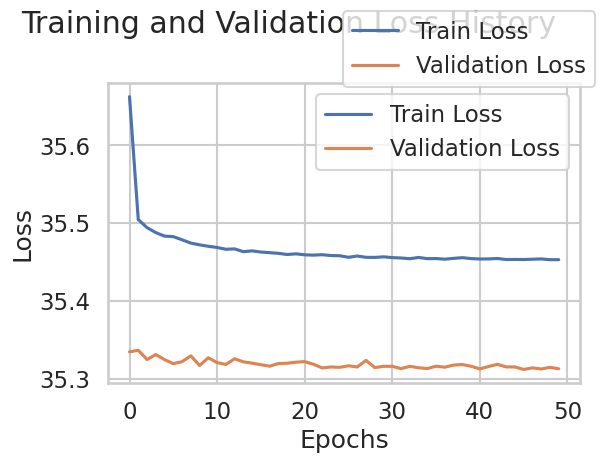 Training and Validation Loss History
Train Loss
Validation Loss
Train Loss
Validation Loss
Loss
35.6
35.5
35.4
35.3
0 10 20 30 40 50
Epochs